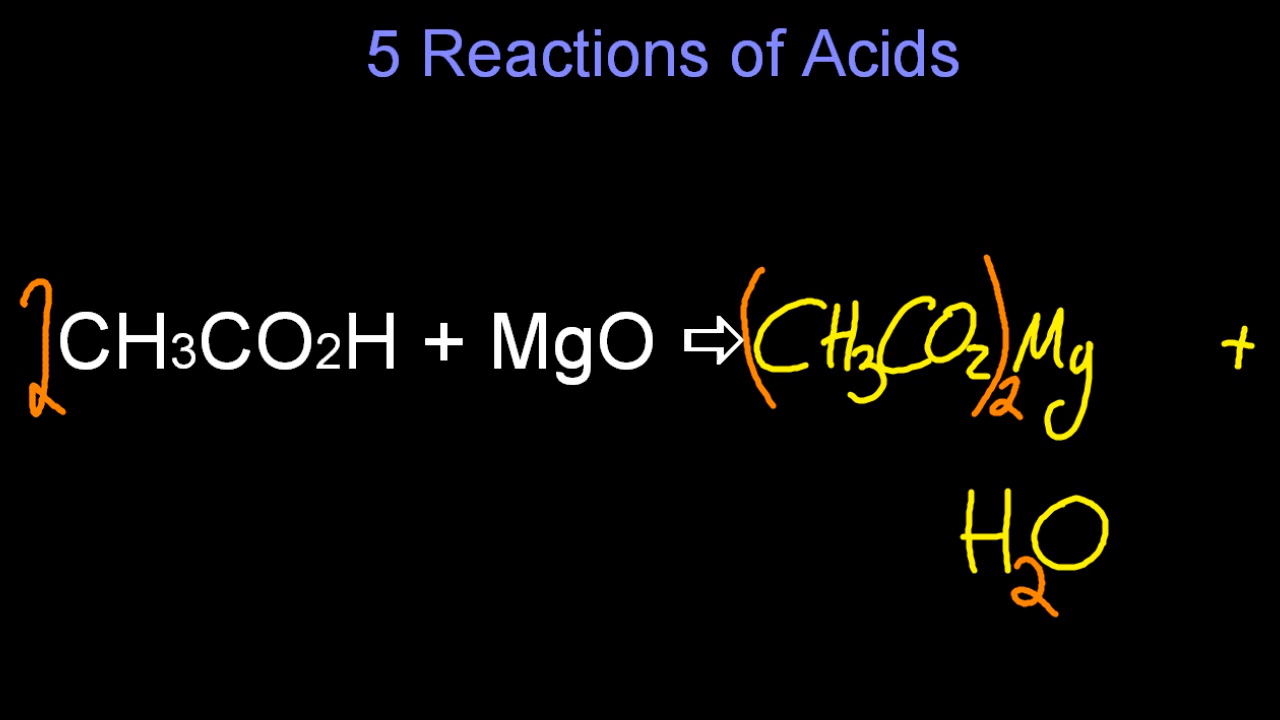 5 Reactions of Acids
2CH₃CO₂H + MgO ⇨ (CH₃CO₂)₂Mg +
H₂O